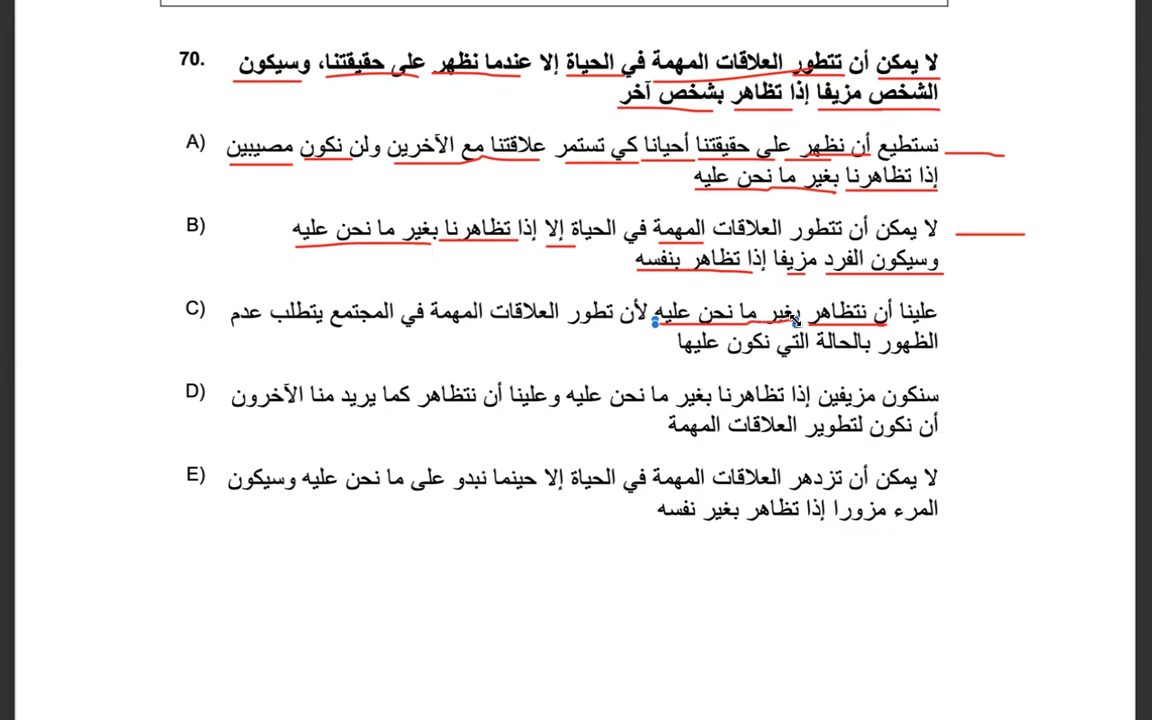 70. لا يمكن أن تتطور العلاقات المهمة في الحياة إلا عندما نظهر على حقيقتنا، وسيكون
الشخص مزيفا إذا تظاهر بشخص آخر
A) نستطيع أن نظهر على حقيقتنا أحيانا كي تستمر علاقتنا مع الآخرين ولن نكون مصيبين
إذا تظاهرنا بغير ما نحن عليه
B) لا يمكن أن تتطور العلاقات المهمة في الحياة إلا إذا تظاهرنا بغير ما نحن عليه
وسيكون الفرد مزيفا إذا تظاهر بنفسه
C) علينا أن نتظاهر بغير ما نحن عليه لأن تطور العلاقات المهمة في المجتمع يتطلب عدم
الظهور بالحالة التي نكون عليها
D) سنكون مزيفين إذا تظاهرنا بغير ما نحن عليه وعلينا أن نتظاهر كما يريد منا الآخرون
أن نكون لتطوير العلاقات المهمة
E) لا يمكن أن تزدهر العلاقات المهمة في الحياة إلا حينما نبدو على ما نحن عليه وسيكون
المرء مزورا إذا تظاهر بغير نفسه